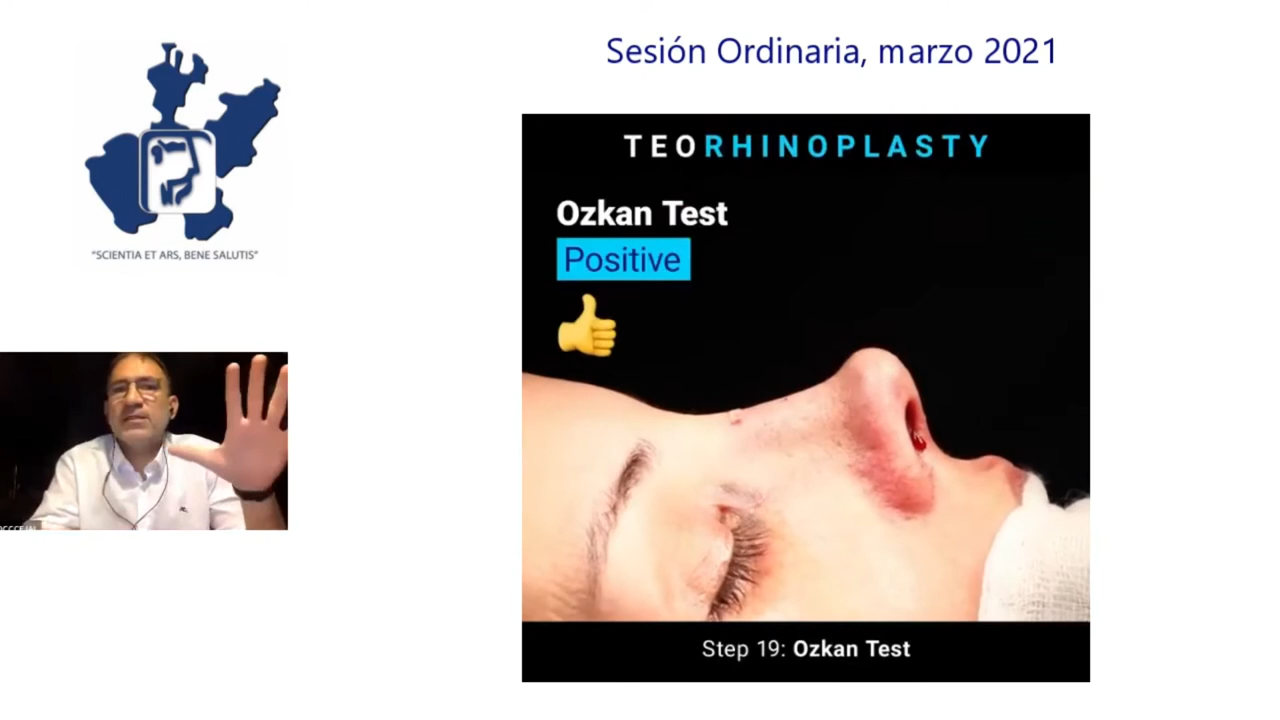 Sesión Ordinaria, marzo 2021
"SCIENTIA ET ARS, BENE SALUTIS"
TEORHINOPLASTY
Ozkan Test
Positive
Step 19: Ozkan Test